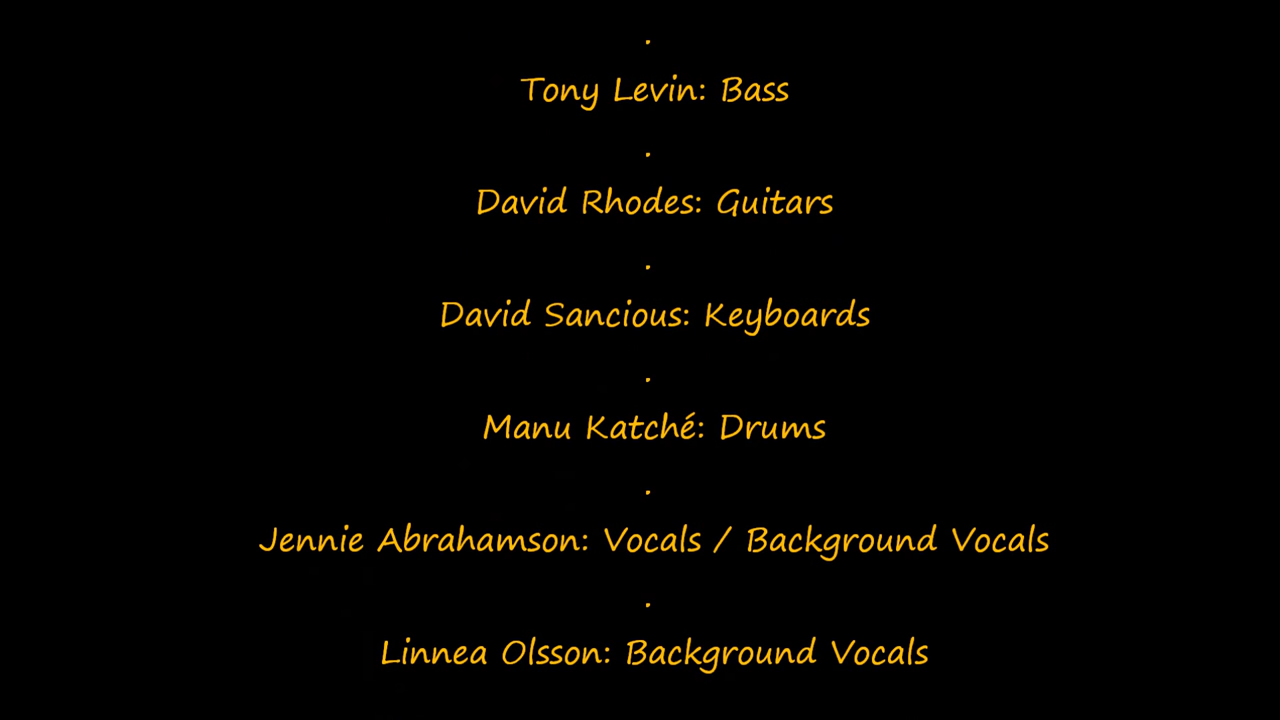 .
Tony Levin: Bass
.
David Rhodes: Guitars
.
David Sancious: Keyboards
.
Manu Katché: Drums
.
Jennie Abrahamson: Vocals / Background Vocals
.
Linnea Olsson: Background Vocals